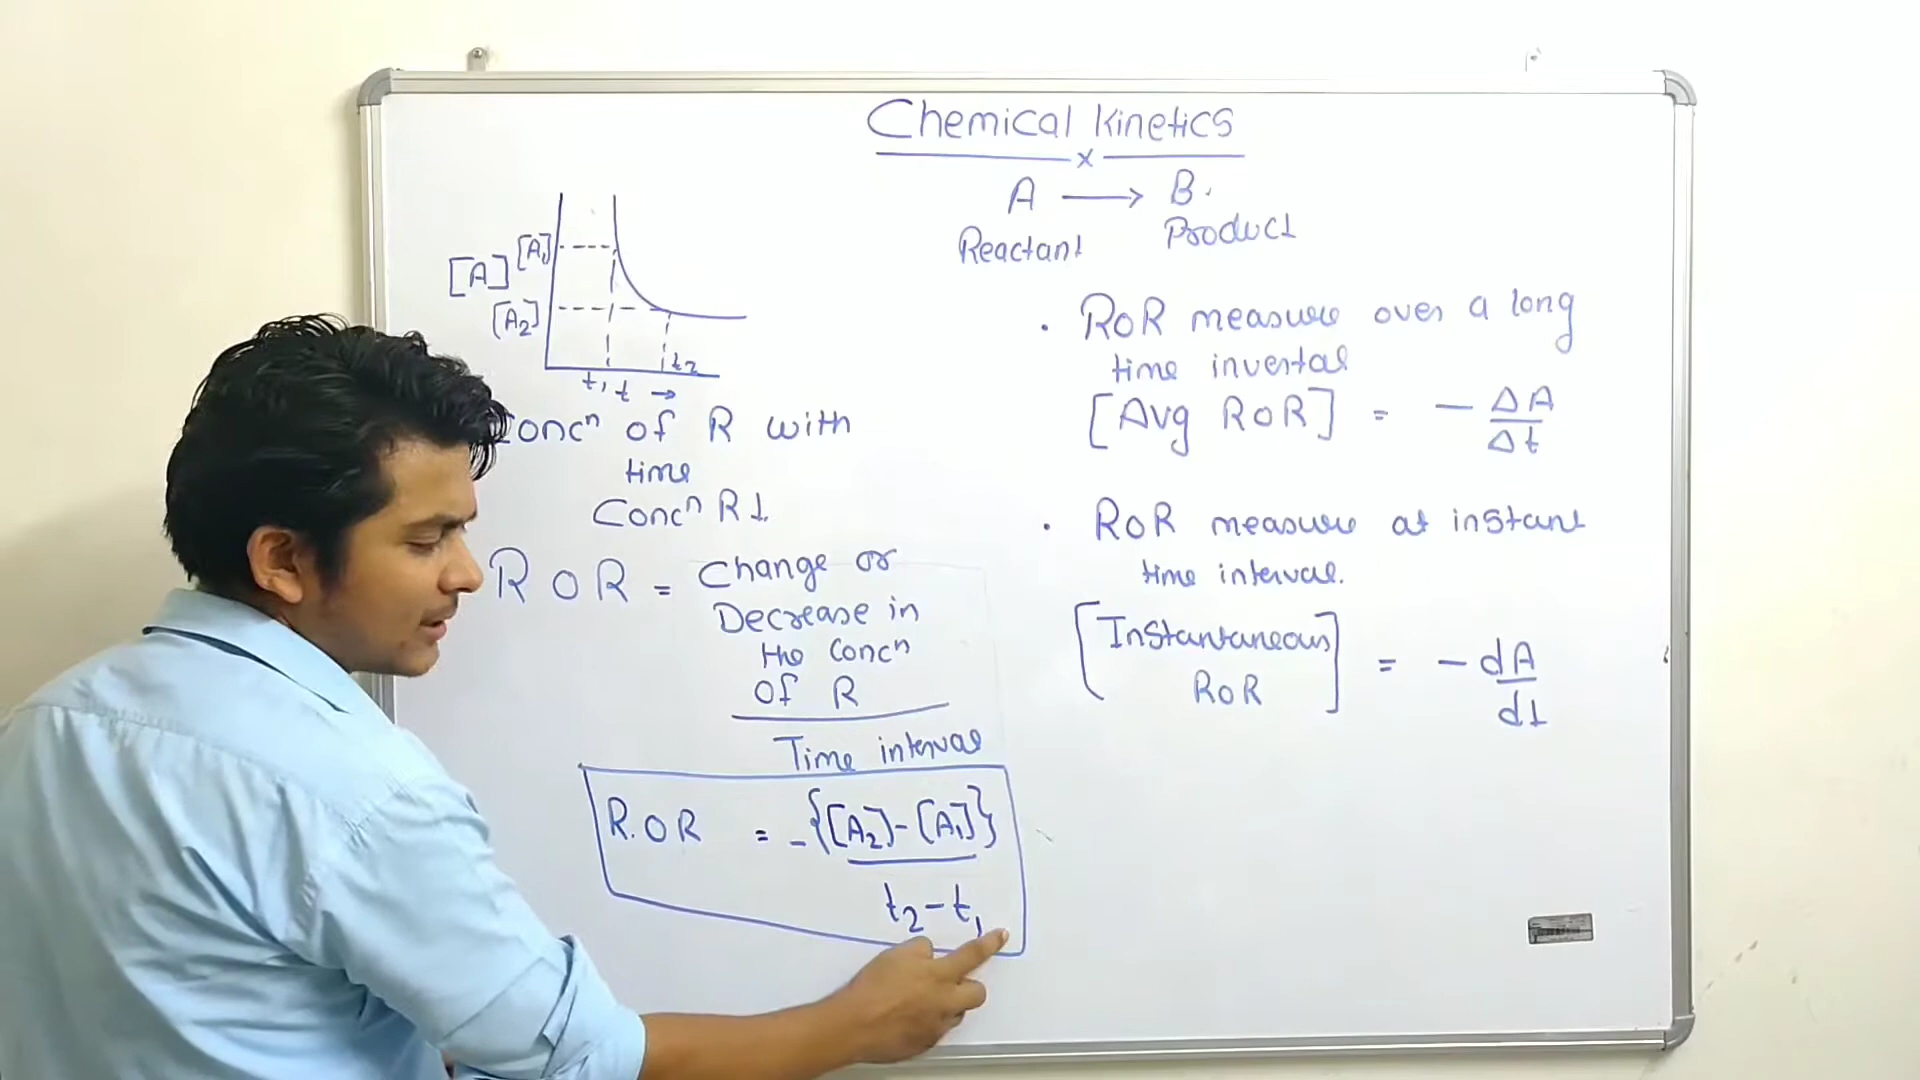 Chemical Kinetics
x
A ⟶ B.
Reactant Product
[A] [A₁]
[A₂]
t₁ t → t₂
Concⁿ of R with
time
Concⁿ R↓
R O R = Change or
Decrease in
the Concⁿ
of R
Time interval
R.OR = -{[A₂]-[A₁]}
t₂-t₁
• ROR measure over a long
time invertal
[Avg ROR] = - ΔA
Δt
• ROR measure at instant
time interval.
[Instantaneous
ROR] = - dA
dt